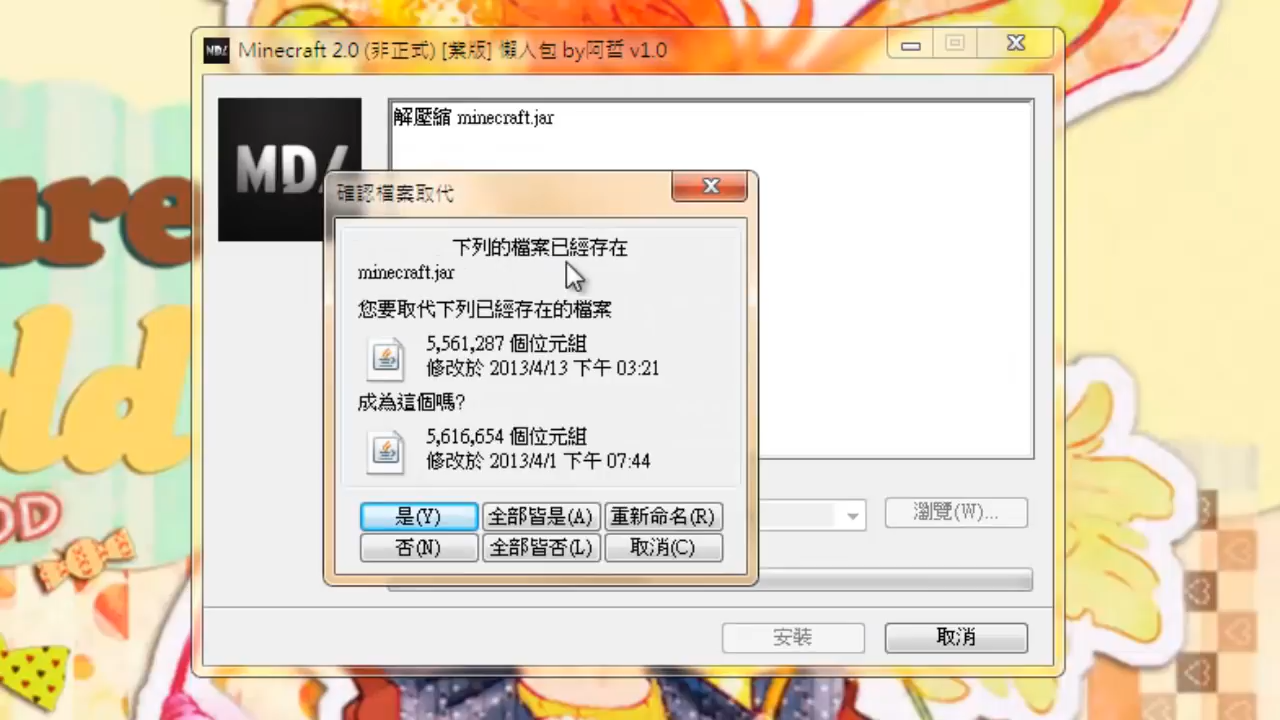 MD/ Minecraft 2.0 (非正式) [繁版] 懶人包 by阿哲 v1.0
MD/
解壓縮 minecraft.jar
確認檔案取代
下列的檔案已經存在
minecraft.jar
您要取代下列已經存在的檔案
5,561,287 個位元組
修改於 2013/4/13 下午 03:21
成為這個嗎?
5,616,654 個位元組
修改於 2013/4/1 下午 07:44
是(Y) 全部皆是(A) 重新命名(R)
否(N) 全部皆否(L) 取消(C)
瀏覽(W)...
安裝 取消